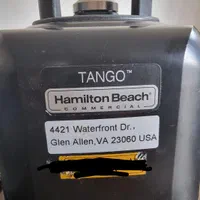 TANGO™
Hamilton Beach®
COMMERCIAL
4421 Waterfront Dr.,
Glen Allen,VA 23060 USA